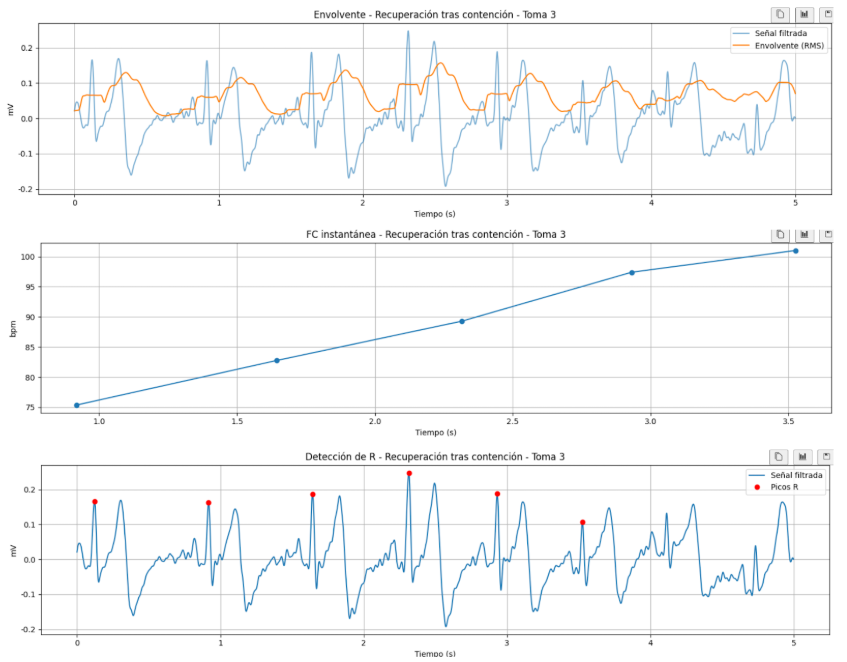 Envolvente - Recuperación tras contención - Toma 3
Señal filtrada
Envolvente (RMS)
0.2
0.1
0.0
-0.1
-0.2
mV
0 1 2 3 4 5
Tiempo (s)
FC instantánea - Recuperación tras contención - Toma 3
100
95
90
85
80
75
bpm
1.0 1.5 2.0 2.5 3.0 3.5
Tiempo (s)
Detección de R - Recuperación tras contención - Toma 3
Señal filtrada
Picos R
0.2
0.1
0.0
-0.1
-0.2
mV
0 1 2 3 4 5
Tiempo (s)